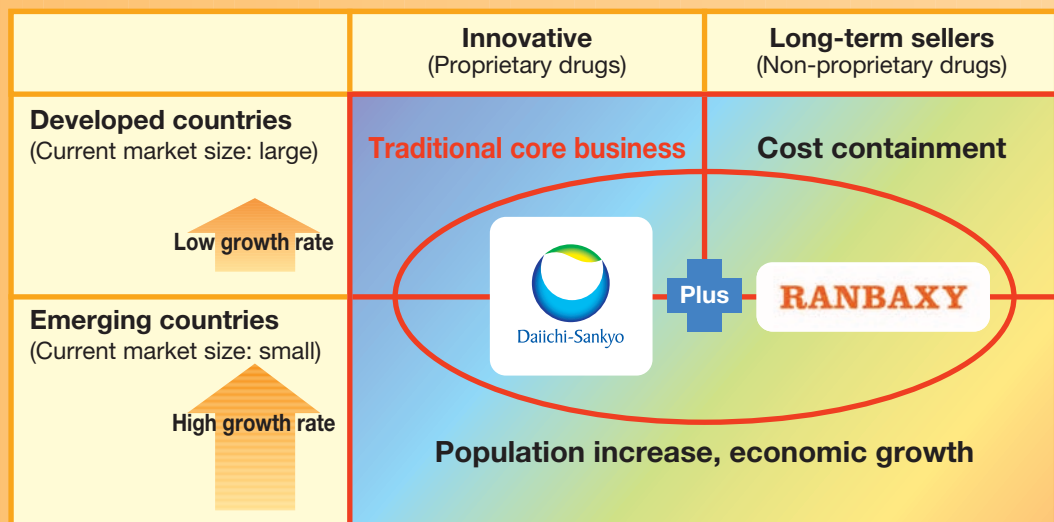 Innovative
(Proprietary drugs)
Long-term sellers
(Non-proprietary drugs)
Developed countries
(Current market size: large)
Low growth rate
Traditional core business
Cost containment
Daiichi-Sankyo
Plus
RANBAXY
Emerging countries
(Current market size: small)
High growth rate
Population increase, economic growth